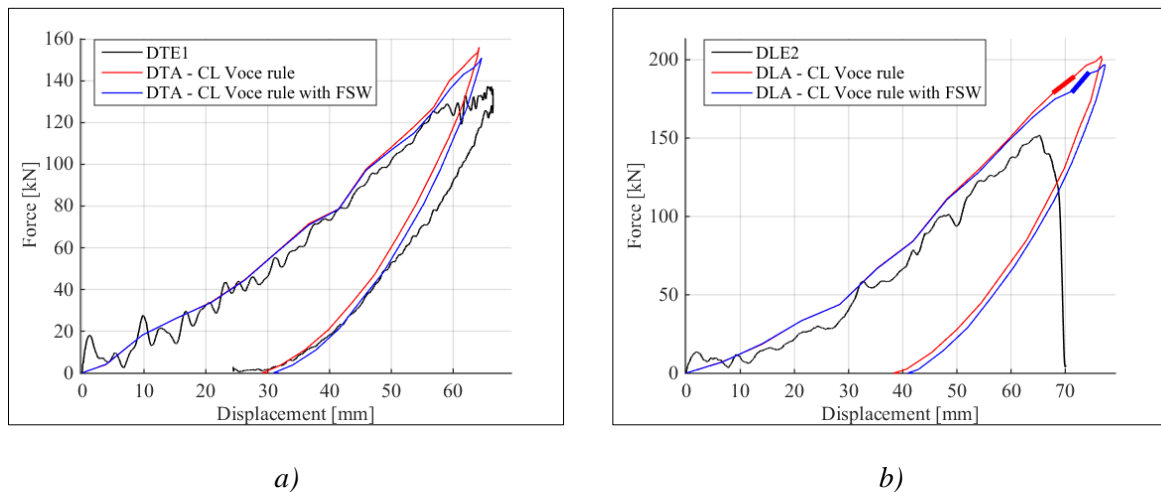 160
140
120
100
80
60
40
20
0
Force [kN]
DTE1
DTA - CL Voce rule
DTA - CL Voce rule with FSW
0 10 20 30 40 50 60
Displacement [mm]
a)
200
150
100
50
0
Force [kN]
DLE2
DLA - CL Voce rule
DLA - CL Voce rule with FSW
0 10 20 30 40 50 60 70
Displacement [mm]
b)